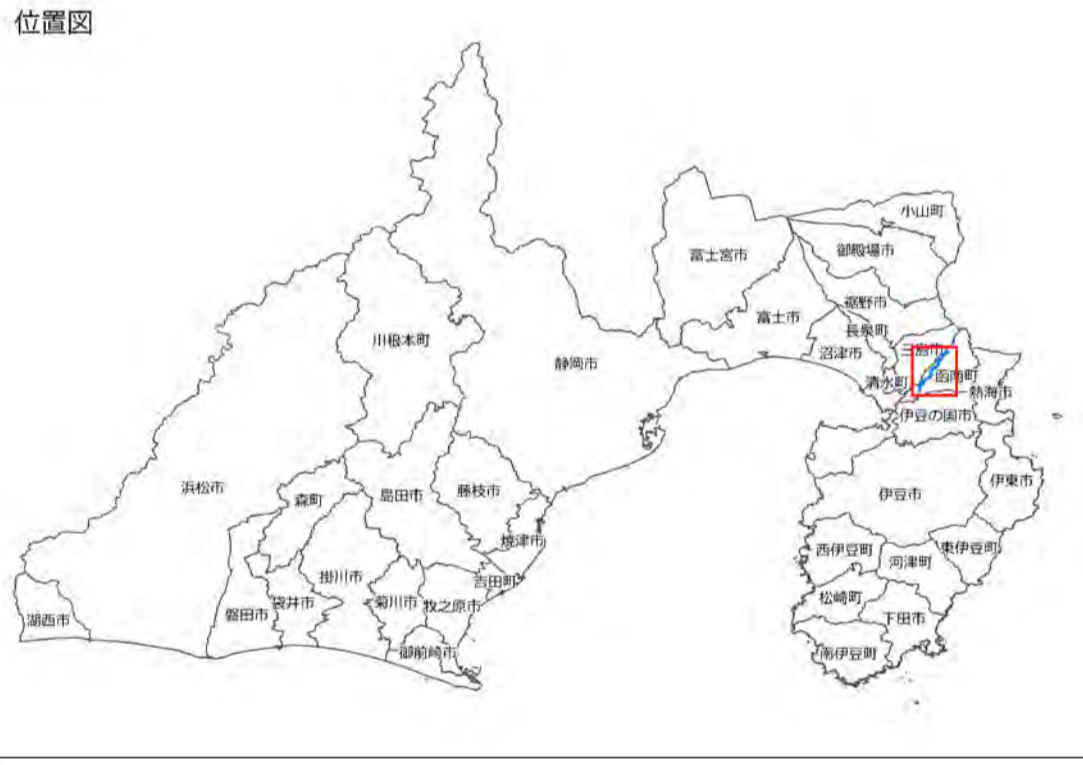 位置図
小山町
御殿場市
富士宮市
裾野市
富士市
長泉町
川根本町
三島市
沼津市
静岡市
函南町
清水町
熱海市
伊豆の国市
伊東市
浜松市
藤枝市
島田市
伊豆市
森町
焼津市
西伊豆町
東伊豆町
河津町
掛川市
吉田町
松崎町
袋井市
菊川市
牧之原市
磐田市
下田市
湖西市
御前崎市
南伊豆町